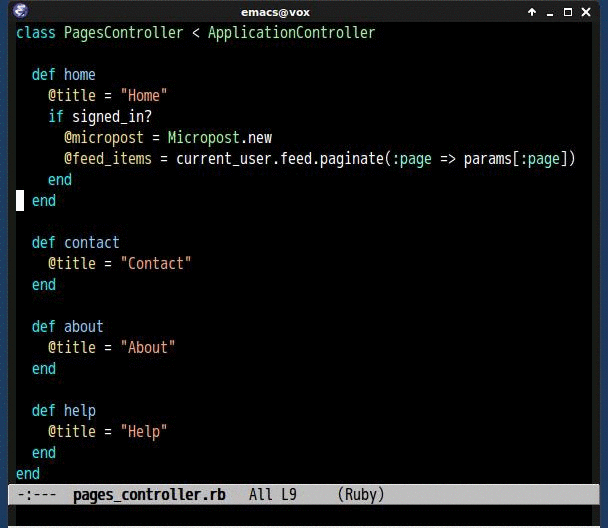 emacs@vox
class PagesController < ApplicationController

  def home
    @title = "Home"
    if signed_in?
      @micropost = Micropost.new
      @feed_items = current_user.feed.paginate(:page => params[:page])
    end
  end

  def contact
    @title = "Contact"
  end

  def about
    @title = "About"
  end

  def help
    @title = "Help"
  end
end
-:---  pages_controller.rb   All L9     (Ruby)